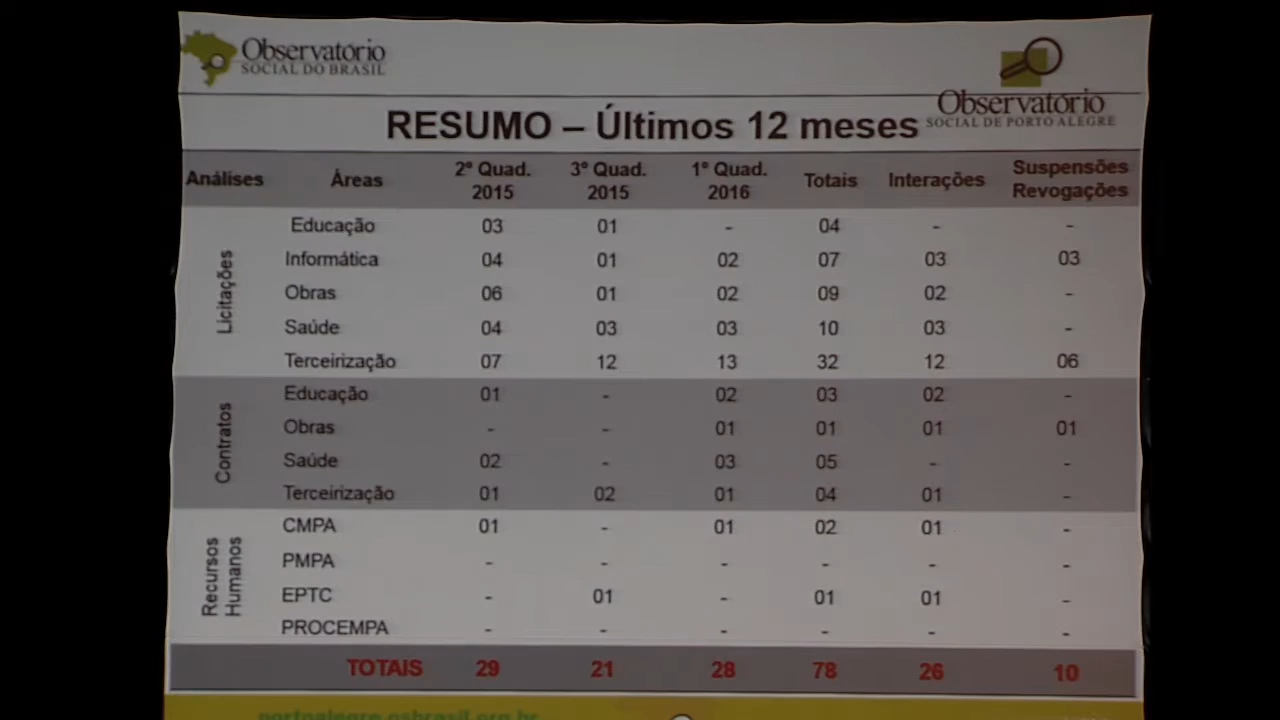 Observatório
SOCIAL DO BRASIL
Observatório
SOCIAL DE PORTO ALEGRE
RESUMO – Últimos 12 meses
Análises Áreas 2º Quad. 2015 3º Quad. 2015 1º Quad. 2016 Totais Interações Suspensões Revogações
Licitações
Educação 03 01 - 04 - -
Informática 04 01 02 07 03 03
Obras 06 01 02 09 02 -
Saúde 04 03 03 10 03 -
Terceirização 07 12 13 32 12 06
Contratos
Educação 01 - 02 03 02 -
Obras - - 01 01 01 01
Saúde 02 - 03 05 - -
Terceirização 01 02 01 04 01 -
Recursos Humanos
CMPA 01 - 01 02 01 -
PMPA - - - - - -
EPTC - 01 - 01 01 -
PROCEMPA - - - - - -
TOTAIS 29 21 28 78 26 10
portoalegre.osbrasil.org.br